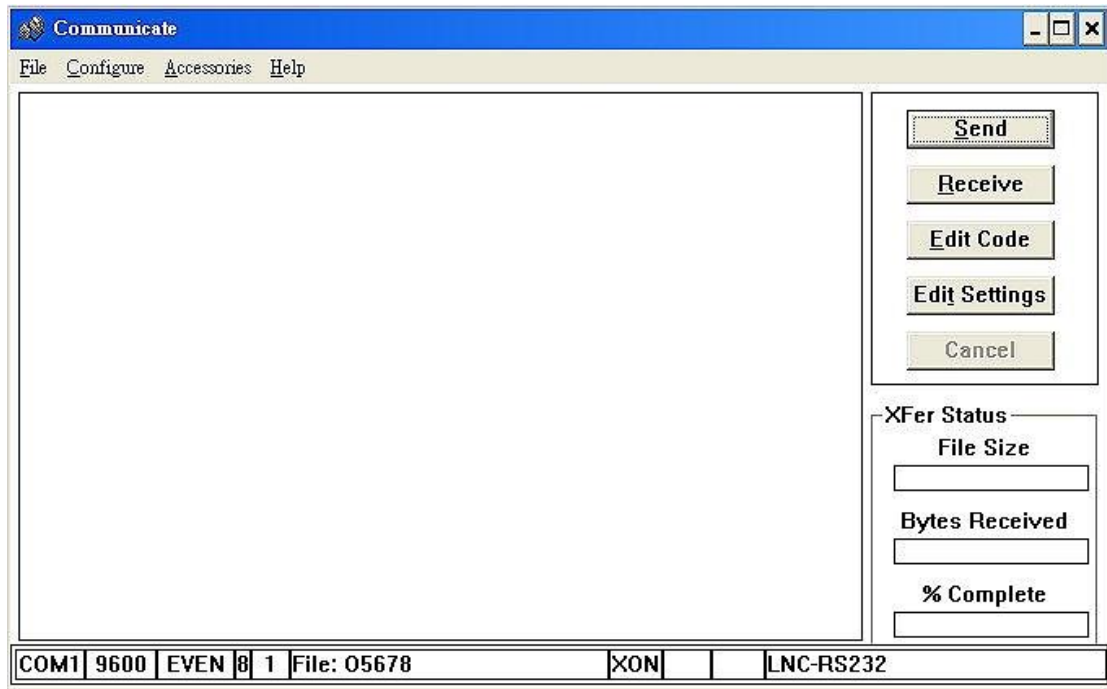 Communicate
File Configure Accessories Help
Send
Receive
Edit Code
Edit Settings
Cancel
XFer Status
File Size
Bytes Received
% Complete
COM1 9600 EVEN 8 1 File: O5678 XON LNC-RS232